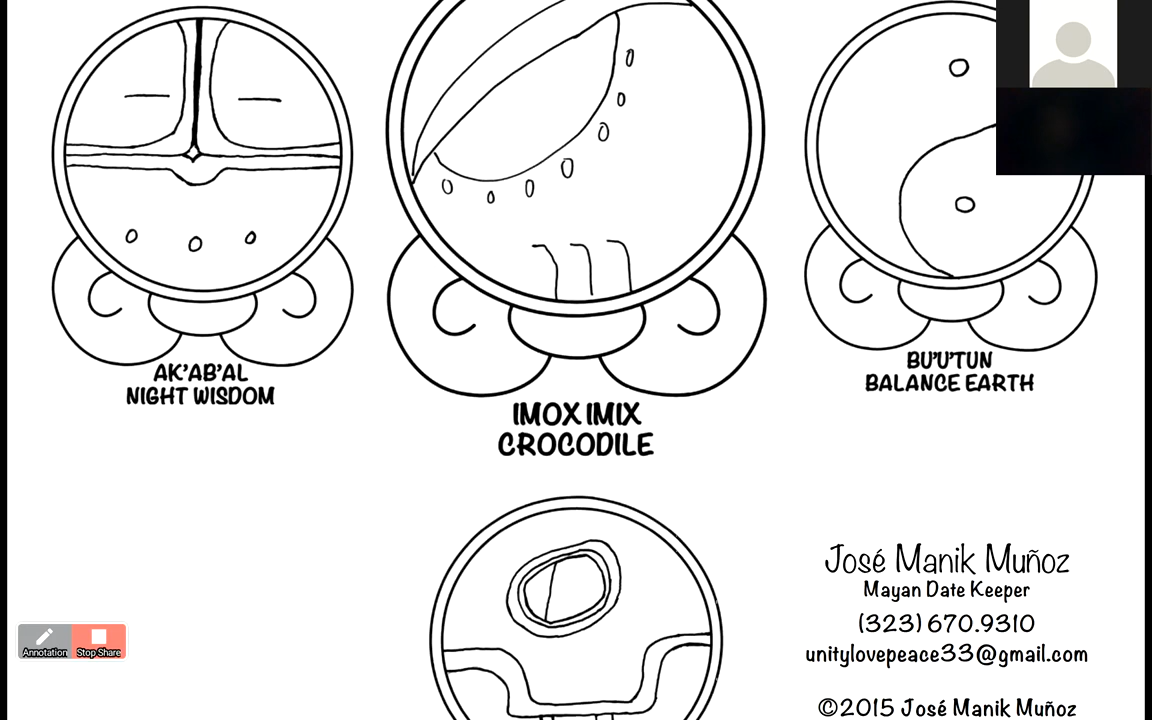 AK'AB'AL
NIGHT WISDOM
IMOX IMIX
CROCODILE
BU'U'TUN
BALANCE EARTH
José Manik Muñoz
Mayan Date Keeper
(323) 670.9310
unitylovepeace33@gmail.com
©2015 José Manik Muñoz
Annotation
Stop Share